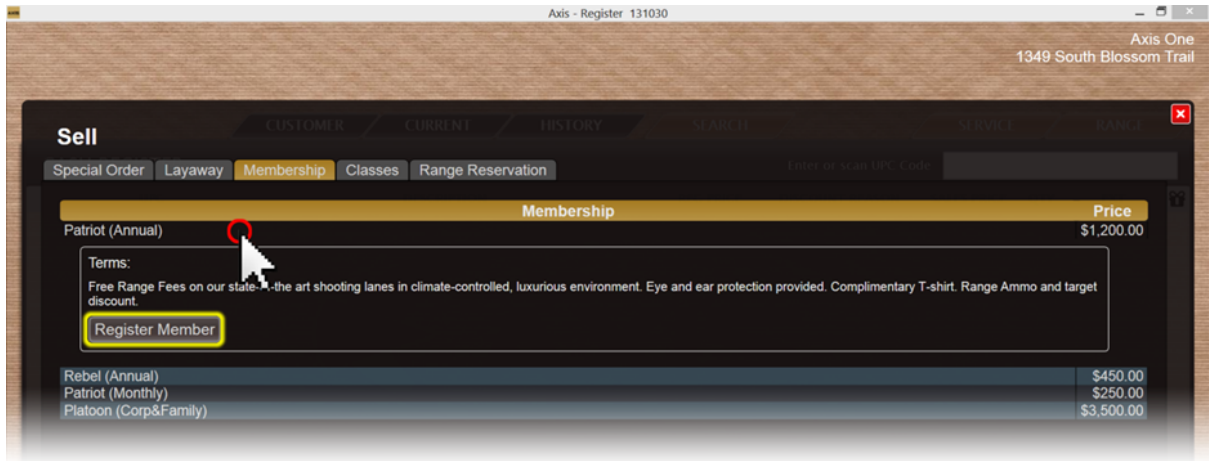 Axis - Register 131030
Axis One
1349 South Blossom Trail
CUSTOMER CURRENT HISTORY SEARCH SERVICE RANGE
Sell
Special Order Layaway Membership Classes Range Reservation
Enter or scan UPC Code
Membership Price
Patriot (Annual) $1,200.00
Terms:
Free Range Fees on our the art shooting lanes in climate-controlled, luxurious environment. Eye and ear protection provided. Complimentary T-shirt. Range Ammo and target
discount.
Register Member
Rebel (Annual) $450.00
Patriot (Monthly) $250.00
Platoon (Corp&Family) $3,500.00